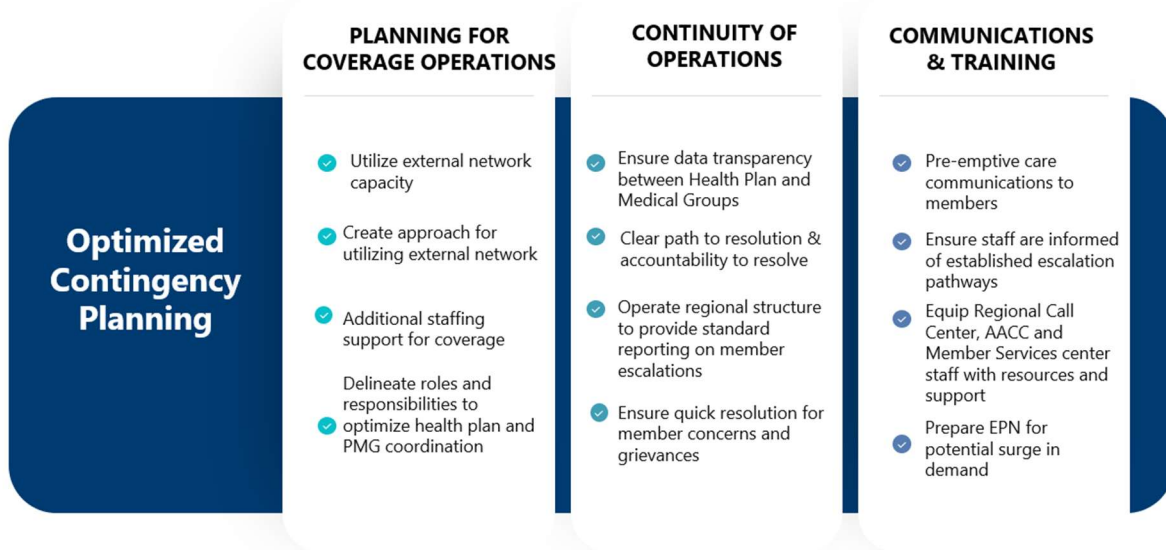 Optimized
Contingency
Planning
PLANNING FOR
COVERAGE OPERATIONS
Utilize external network
capacity
Create approach for
utilizing external network
Additional staffing
support for coverage
Delineate roles and
responsibilities to
optimize health plan and
PMG coordination
CONTINUITY OF
OPERATIONS
Ensure data transparency
between Health Plan and
Medical Groups
Clear path to resolution &
accountability to resolve
Operate regional structure
to provide standard
reporting on member
escalations
Ensure quick resolution for
member concerns and
grievances
COMMUNICATIONS
& TRAINING
Pre-emptive care
communications to
members
Ensure staff are informed
of established escalation
pathways
Equip Regional Call
Center, AACC and
Member Services center
staff with resources and
support
Prepare EPN for
potential surge in
demand